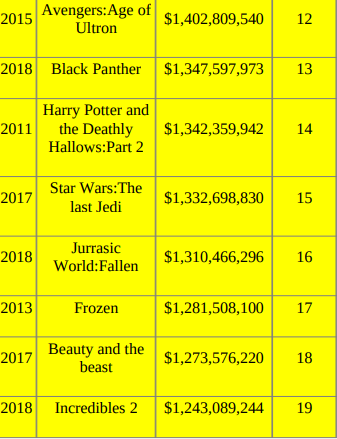 2015 Avengers:Age of Ultron $1,402,809,540 12
2018 Black Panther $1,347,597,973 13
2011 Harry Potter and the Deathly Hallows:Part 2 $1,342,359,942 14
2017 Star Wars:The last Jedi $1,332,698,830 15
2018 Jurrasic World:Fallen $1,310,466,296 16
2013 Frozen $1,281,508,100 17
2017 Beauty and the beast $1,273,576,220 18
2018 Incredibles 2 $1,243,089,244 19